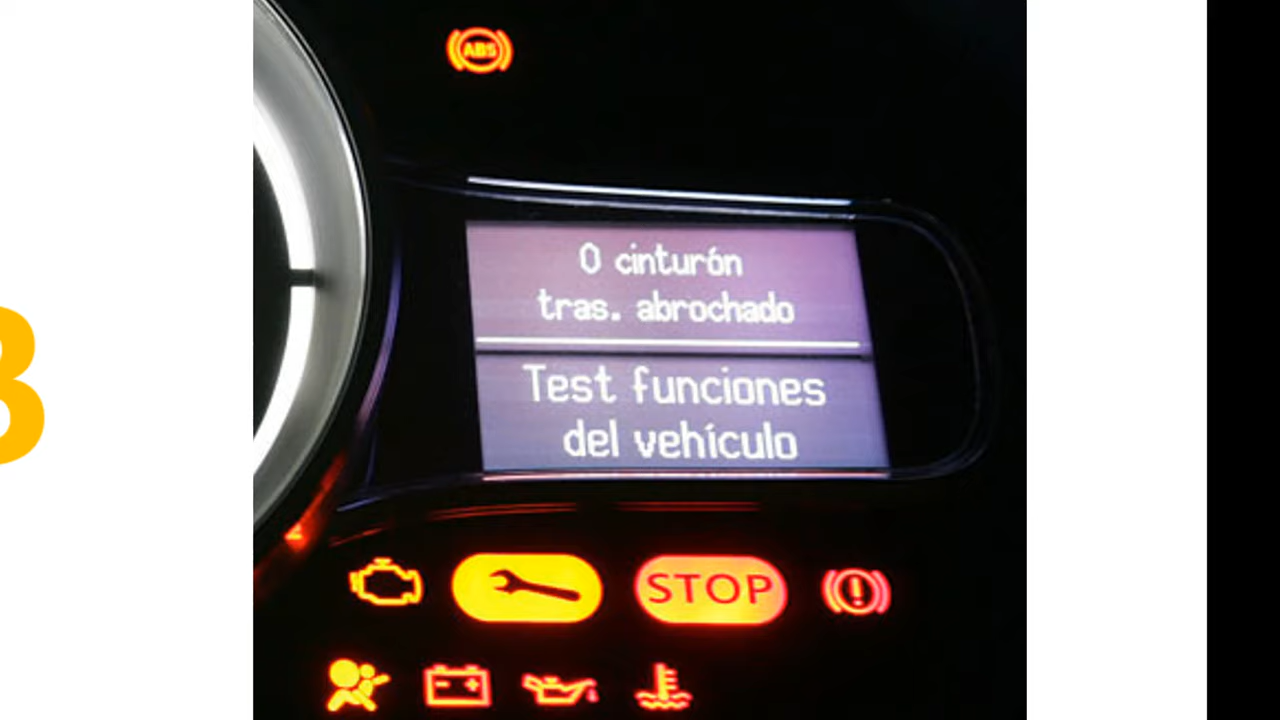 ABS
0 cinturón
tras. abrochado
Test funciones
del vehículo
STOP